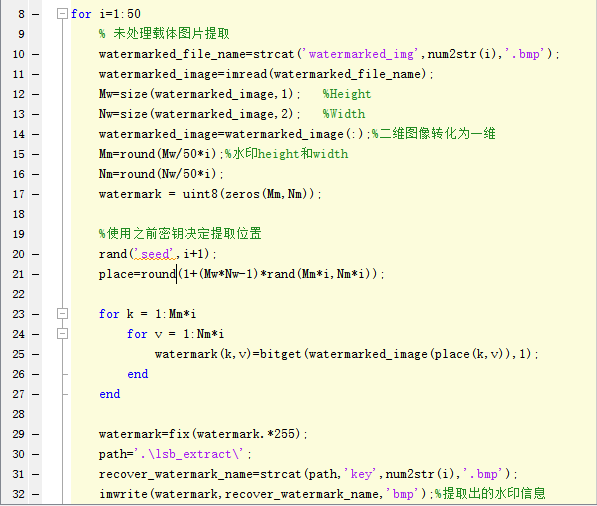 8 — for i=1:50
9 % 未处理载体图片提取
10 — watermarked_file_name=strcat('watermarked_img',num2str(i),'.bmp');
11 — watermarked_image=imread(watermarked_file_name);
12 — Mw=size(watermarked_image,1); %Height
13 — Nw=size(watermarked_image,2); %Width
14 — watermarked_image=watermarked_image(:);%二维图像转化为一维
15 — Mm=round(Mw/50*i);%水印height和width
16 — Nm=round(Nw/50*i);
17 — watermark = uint8(zeros(Mm,Nm));
18
19 %使用之前密钥决定提取位置
20 — rand('seed',i+1);
21 — place=round(1+(Mw*Nw-1)*rand(Mm*i,Nm*i));
22
23 — for k = 1:Mm*i
24 — for v = 1:Nm*i
25 — watermark(k,v)=bitget(watermarked_image(place(k,v)),1);
26 — end
27 — end
28
29 — watermark=fix(watermark.*255);
30 — path='.\lsb_extract\';
31 — recover_watermark_name=strcat(path,'key',num2str(i),'.bmp');
32 — imwrite(watermark,recover_watermark_name,'bmp');%提取出的水印信息